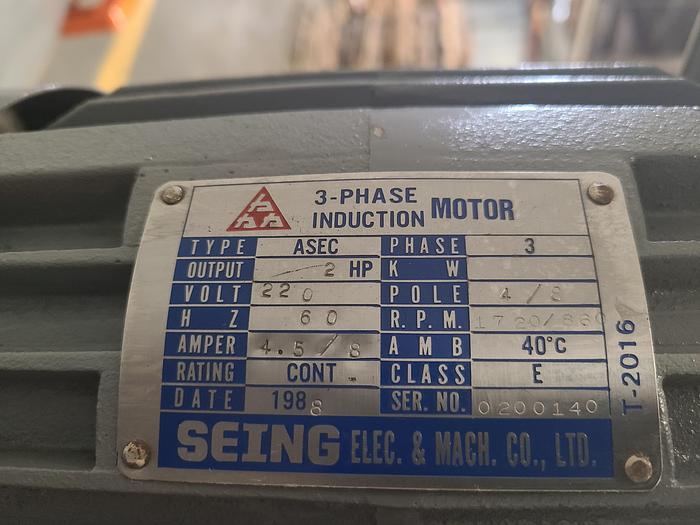 3-PHASE
INDUCTION MOTOR
TYPE ASEC PHASE 3
OUTPUT 2 HP K W
VOLT 220 POLE 4/8
H Z 60 R.P.M. 1720/860
AMPER 4.5/8 A M B 40°C
RATING CONT. CLASS E
DATE 1988 SER. NO. 0200140
SEING ELEC. & MACH. CO., LTD.
T-2016